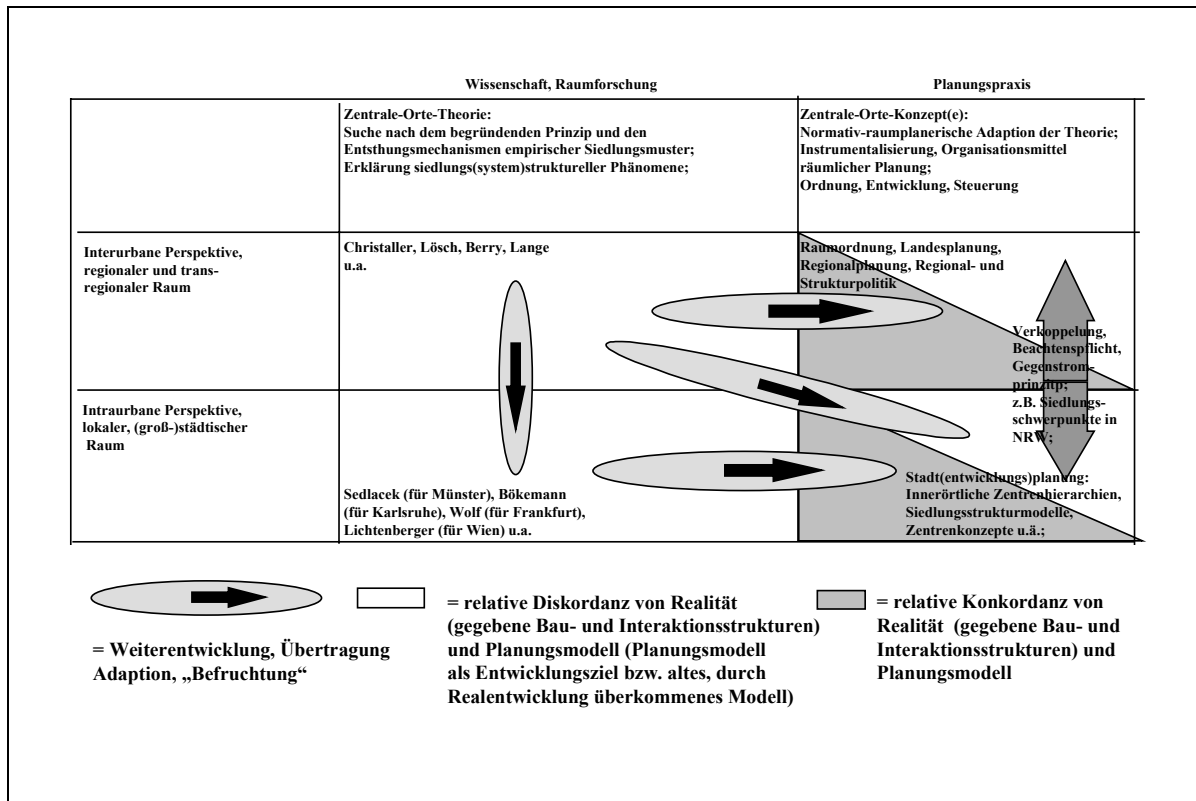 Wissenschaft, Raumforschung
Planungspraxis
Zentrale-Orte-Theorie:
Suche nach dem begründenden Prinzip und den
Entsthungsmechanismen empirischer Siedlungsmuster;
Erklärung siedlungs(system)struktureller Phänomene;
Zentrale-Orte-Konzept(e):
Normativ-raumplanerische Adaption der Theorie;
Instrumentalisierung, Organisationsmittel
räumlicher Planung;
Ordnung, Entwicklung, Steuerung
Interurbane Perspektive,
regionaler und trans-
regionaler Raum
Christaller, Lösch, Berry, Lange
u.a.
Raumordnung, Landesplanung,
Regionalplanung, Regional- und
Strukturpolitik
Verkoppelung,
Beachtenspflicht,
Gegenstrom-
prinzitp;
z.B. Siedlungs-
schwerpunkte in
NRW;
Intraurbane Perspektive,
lokaler, (groß-)städtischer
Raum
Sedlacek (für Münster), Bökemann
(für Karlsruhe), Wolf (für Frankfurt),
Lichtenberger (für Wien) u.a.
Stadt(entwicklungs)planung:
Innerörtliche Zentrenhierarchien,
Siedlungsstrukturmodelle,
Zentrenkonzepte u.ä.;
= Weiterentwicklung, Übertragung
Adaption, „Befruchtung“
= relative Diskordanz von Realität
(gegebene Bau- und Interaktionsstrukturen)
und Planungsmodell (Planungsmodell
als Entwicklungsziel bzw. altes, durch
Realentwicklung überkommenes Modell)
= relative Konkordanz von
Realität (gegebene Bau- und
Interaktionsstrukturen) und
Planungsmodell